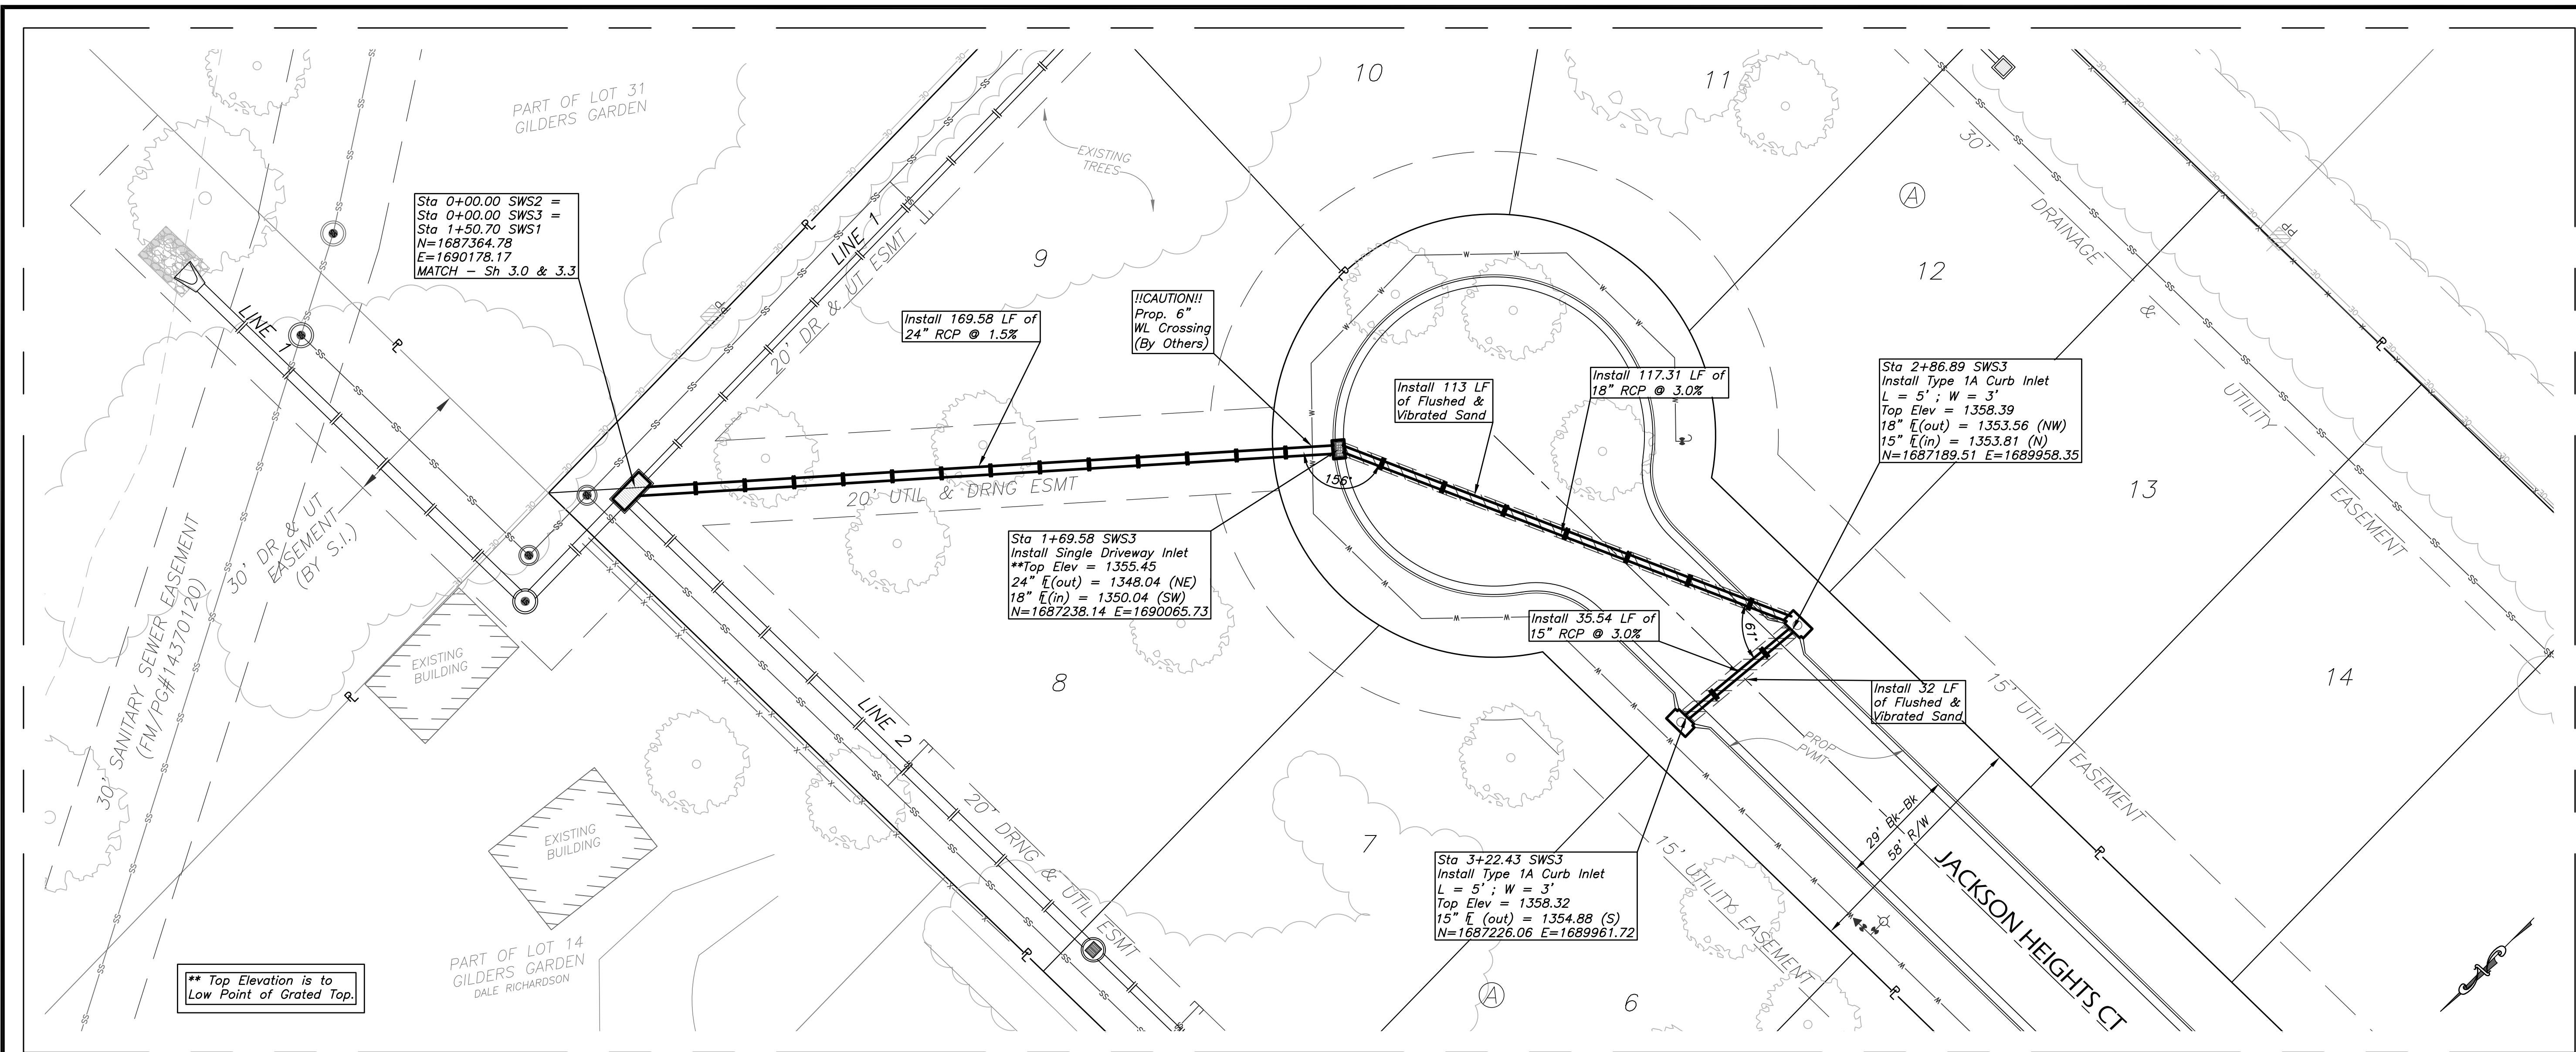 PART OF LOT 31
GILDERS GARDEN
10
11
30'
DRAINAGE
&
UTILITY
EASEMENT
PP
Sta 0+00.00 SWS2 =
Sta 0+00.00 SWS3 =
Sta 1+50.70 SWS1
N=1687364.78
E=1690178.17
MATCH - Sh 3.0 & 3.3
EXISTING
TREES
LINE 1
20' DR & UT ESMT
9
A
12
LINE 1
Install 169.58 LF of
24" RCP @ 1.5%
!!CAUTION!!
Prop. 6"
WL Crossing
(By Others)
Install 113 LF
of Flushed &
Vibrated Sand
Install 117.31 LF of
18" RCP @ 3.0%
Sta 2+86.89 SWS3
Install Type 1A Curb Inlet
L = 5' ; W = 3'
Top Elev = 1358.39
18" FL(out) = 1353.56 (NW)
15" FL(in) = 1353.81 (N)
N=1687189.51 E=1689958.35
13
20' UTIL & DRNG ESMT
156°
30' DR & UT
EASEMENT
(BY S.I.)
30' SANITARY SEWER EASEMENT
(FM/PG#14370120)
Sta 1+69.58 SWS3
Install Single Driveway Inlet
**Top Elev = 1355.45
24" FL(out) = 1348.04 (NE)
18" FL(in) = 1350.04 (SW)
N=1687238.14 E=1690065.73
Install 35.54 LF of
15" RCP @ 3.0%
61°
EXISTING
BUILDING
8
LINE 2
Install 32 LF
of Flushed &
Vibrated Sand
14
15' UTILITY EASEMENT
PROP
PVMT
29' Bk-Bk
58' R/W
JACKSON HEIGHTS CT
EXISTING
BUILDING
20' DRNG & UTIL ESMT
7
Sta 3+22.43 SWS3
Install Type 1A Curb Inlet
L = 5' ; W = 3'
Top Elev = 1358.32
15" FL (out) = 1354.88 (S)
N=1687226.06 E=1689961.72
15' UTILITY EASEMENT
PART OF LOT 14
GILDERS GARDEN
DALE RICHARDSON
** Top Elevation is to
Low Point of Grated Top.
A
6